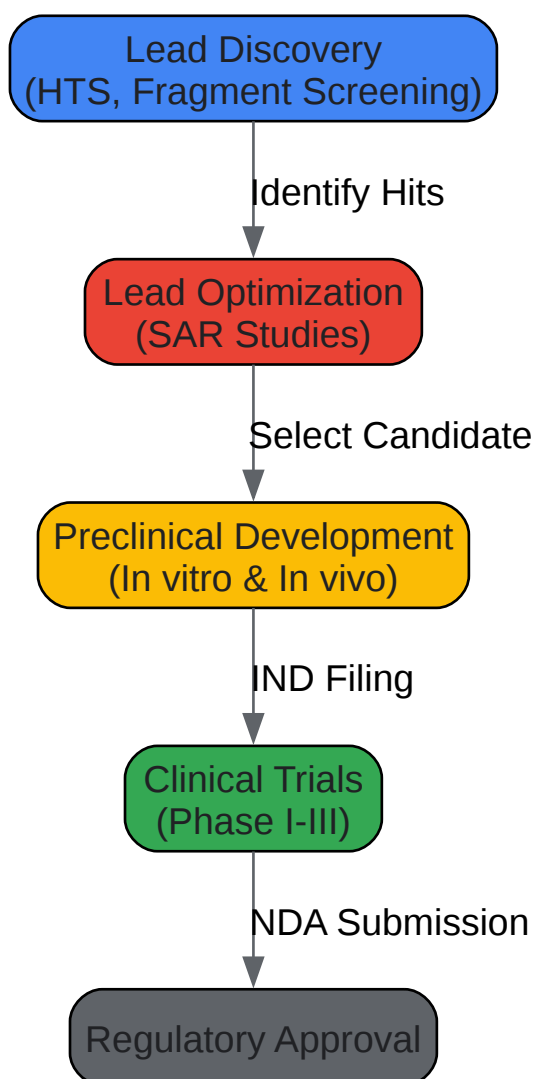 Lead Discovery
(HTS, Fragment Screening)
Identify Hits
Lead Optimization
(SAR Studies)
Select Candidate
Preclinical Development
(In vitro & In vivo)
IND Filing
Clinical Trials
(Phase I-III)
NDA Submission
Regulatory Approval